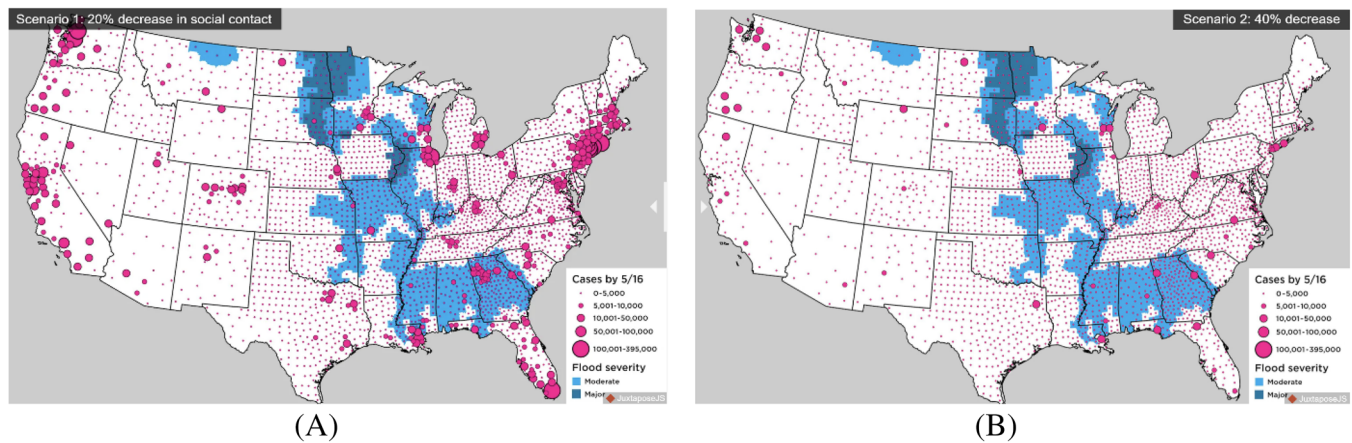 Scenario 1: 20% decrease in social contact
Cases by 5/16
0-5,000
5,001-10,000
10,001-50,000
50,001-100,000
100,001-395,000
Flood severity
Moderate
Major
JuxtaposeJS
(A)
Scenario 2: 40% decrease
Cases by 5/16
0-5,000
5,001-10,000
10,001-50,000
50,001-100,000
100,001-395,000
Flood severity
Moderate
Major
JuxtaposeJS
(B)